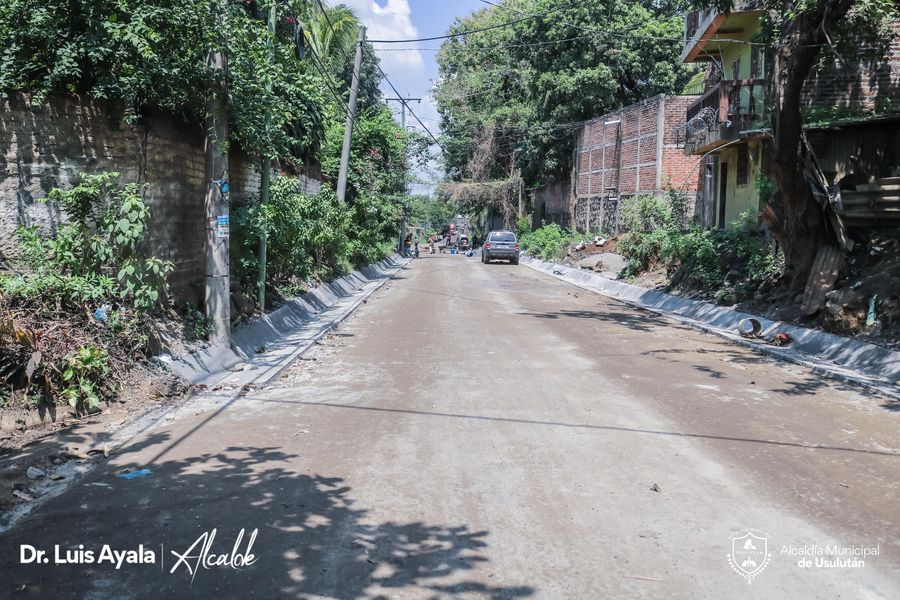 Dr. Luis Ayala
Alcalde
Alcaldía Municipal
de Usulután